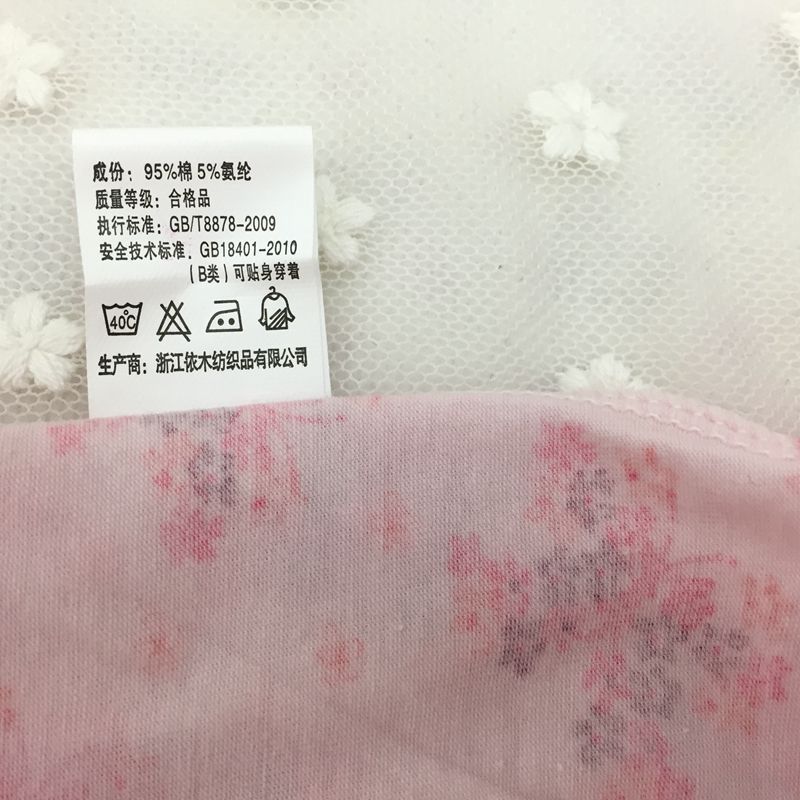 成份：95%棉 5%氨纶
质量等级：合格品
执行标准：GB/T8878-2009
安全技术标准：GB18401-2010
（B类）可贴身穿着
40℃
生产商：浙江依木纺织品有限公司